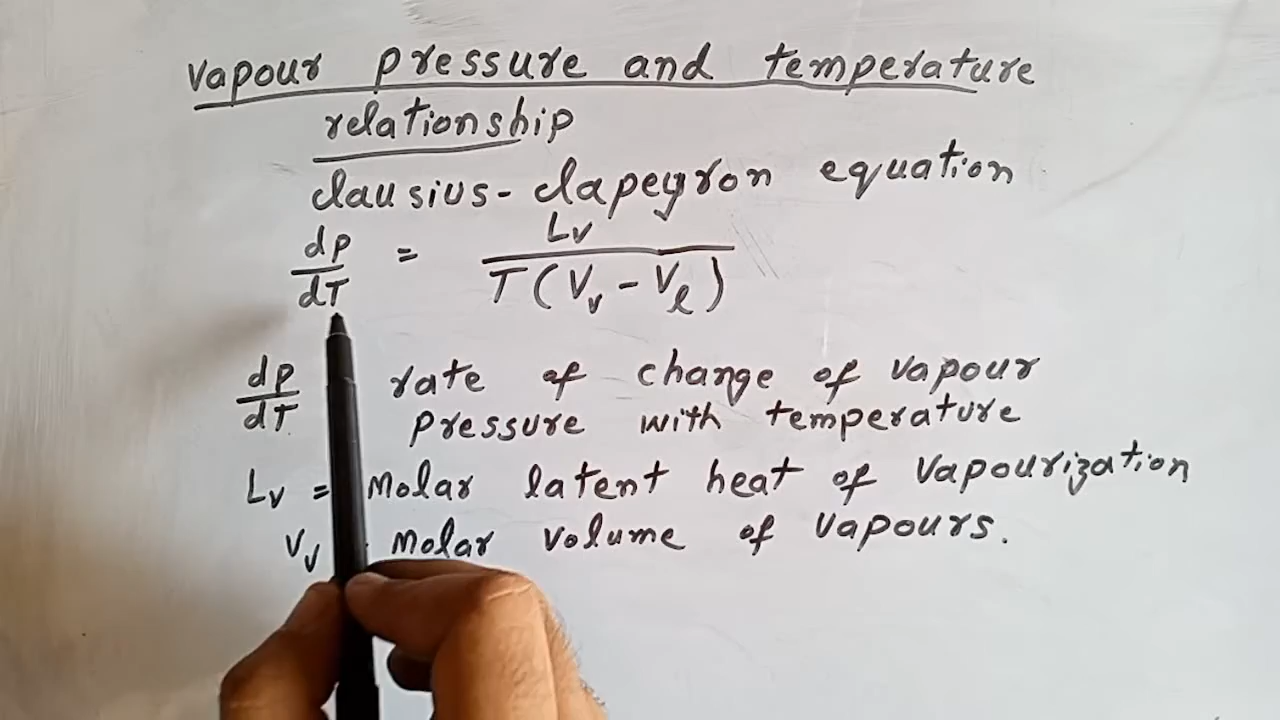 Vapour pressure and temperature
relationship
Clausius-Clapeyron equation
dP/dT = Lv / T(Vv - Vl)
dP/dT rate of change of vapour
pressure with temperature
Lv = Molar latent heat of Vapourization
Vv Molar volume of vapours.